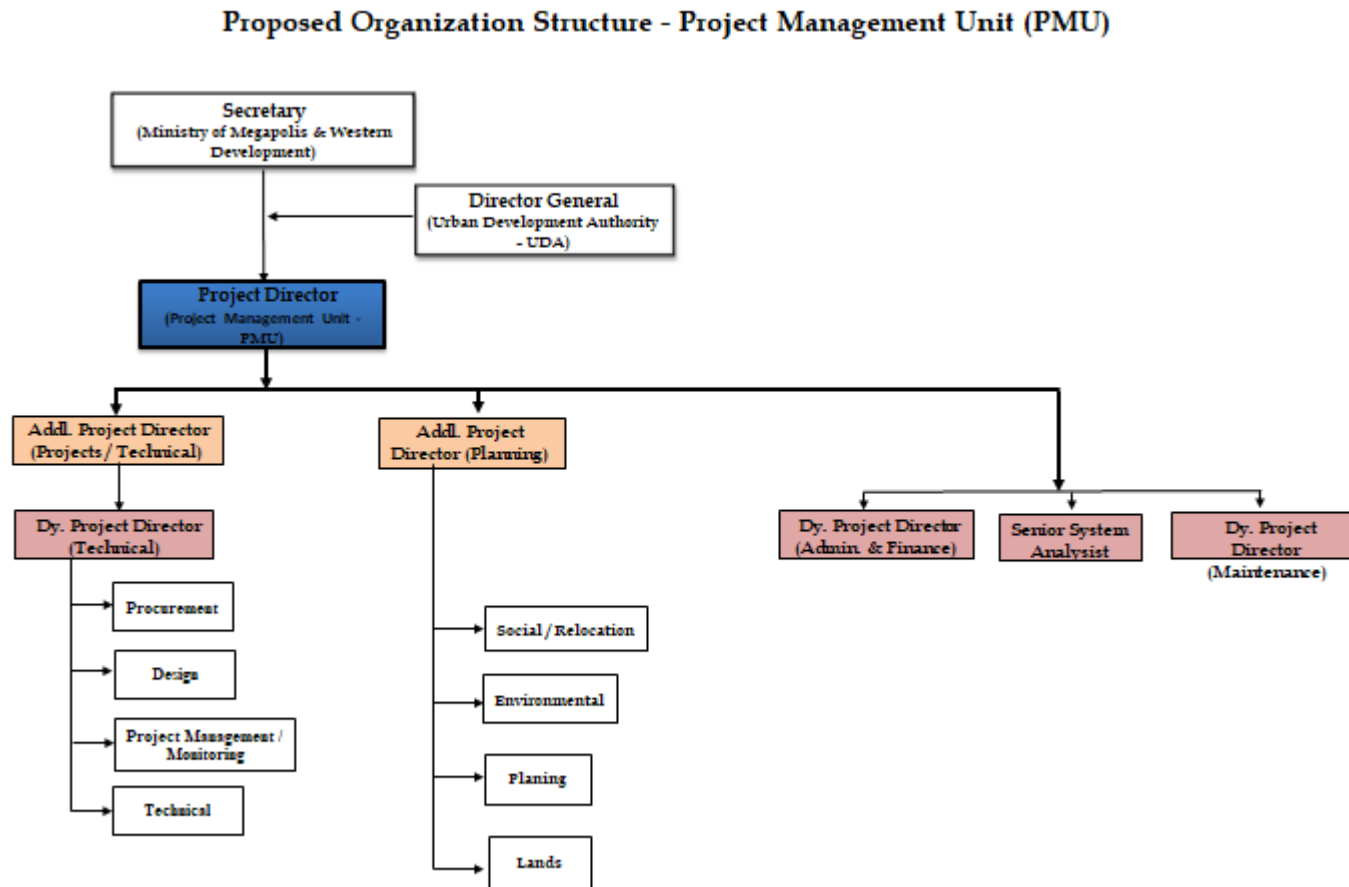 Proposed Organization Structure - Project Management Unit (PMU)
Secretary
(Ministry of Megapolis & Western
Development)
Director General
(Urban Development Authority
- UDA)
Project Director
(Project Management Unit -
PMU)
Addl. Project Director
(Projects / Technical)
Addl. Project
Director (Planning)
Dy. Project Director
(Technical)
Dy. Project Director
(Admin. & Finance)
Senior System
Analysist
Dy. Project
Director
(Maintenance)
Procurement
Design
Project Management /
Monitoring
Technical
Social / Relocation
Environmental
Planing
Lands